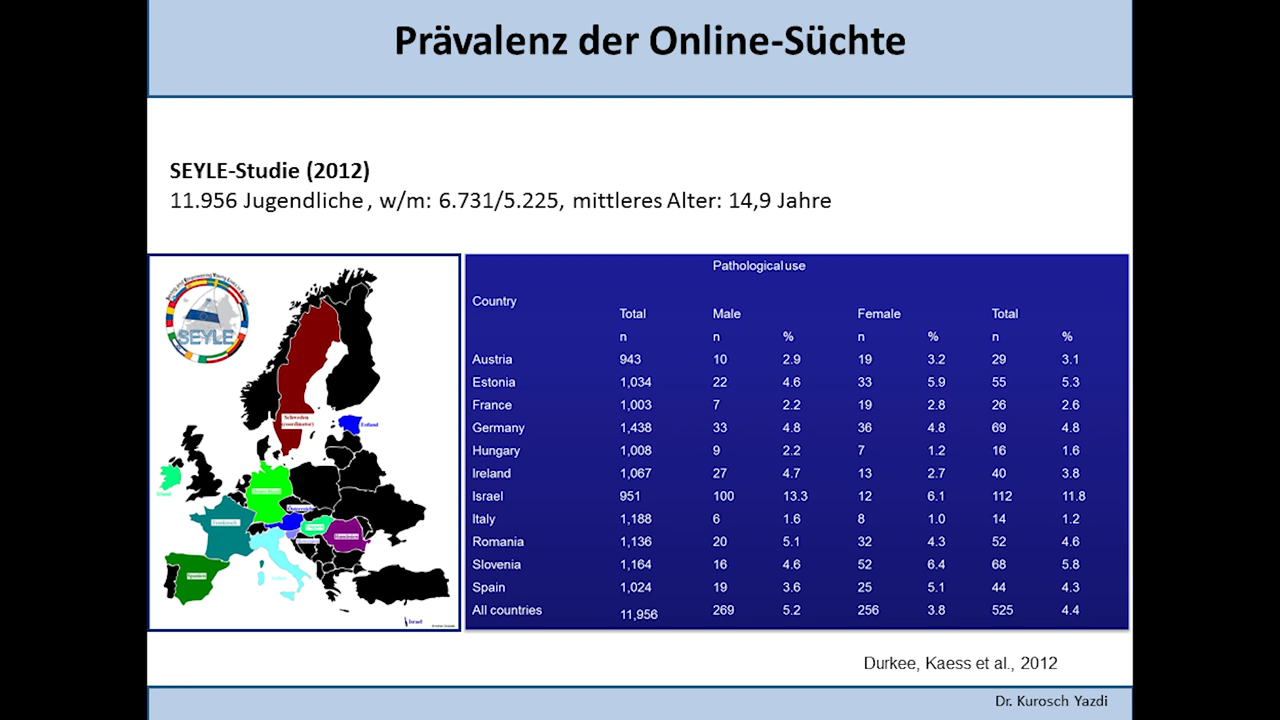 Prävalenz der Online-Süchte
SEYLE-Studie (2012)
11.956 Jugendliche , w/m: 6.731/5.225, mittleres Alter: 14,9 Jahre
SEYLE
Schweden
(coordinator)
Estland
Irland
Deutschland
Österreich
Frankreich
Spanien
Israel
Pathological use
Country
Total Male Female Total
n n % n % n %
Austria 943 10 2.9 19 3.2 29 3.1
Estonia 1,034 22 4.6 33 5.9 55 5.3
France 1,003 7 2.2 19 2.8 26 2.6
Germany 1,438 33 4.8 36 4.8 69 4.8
Hungary 1,008 9 2.2 7 1.2 16 1.6
Ireland 1,067 27 4.7 13 2.7 40 3.8
Israel 951 100 13.3 12 6.1 112 11.8
Italy 1,188 6 1.6 8 1.0 14 1.2
Romania 1,136 20 5.1 32 4.3 52 4.6
Slovenia 1,164 16 4.6 52 6.4 68 5.8
Spain 1,024 19 3.6 25 5.1 44 4.3
All countries 11,956 269 5.2 256 3.8 525 4.4
Durkee, Kaess et al., 2012
Dr. Kurosch Yazdi